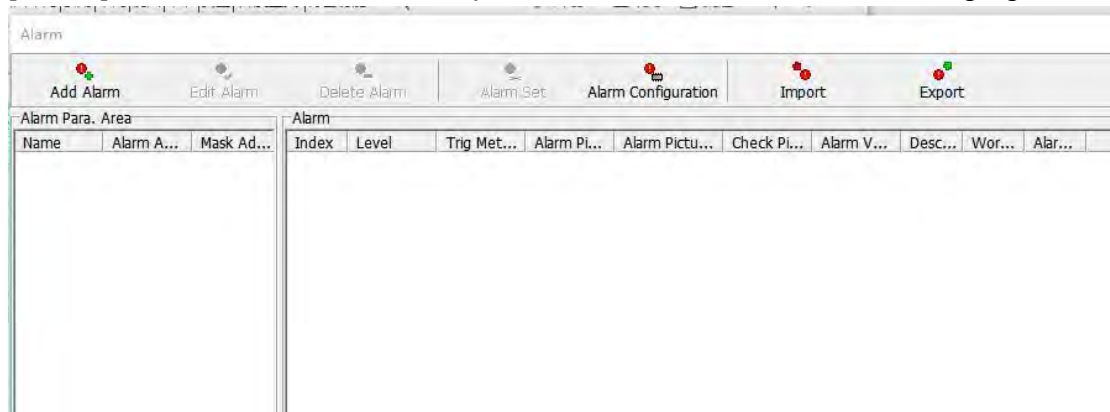 Alarm
Add Alarm Edit Alarm Delete Alarm Alarm Set Alarm Configuration Import Export
Alarm Para. Area Alarm
Name Alarm A... Mask Ad... Index Level Trig Met... Alarm Pi... Alarm Pictu... Check Pi... Alarm V... Desc... Wor... Alar...